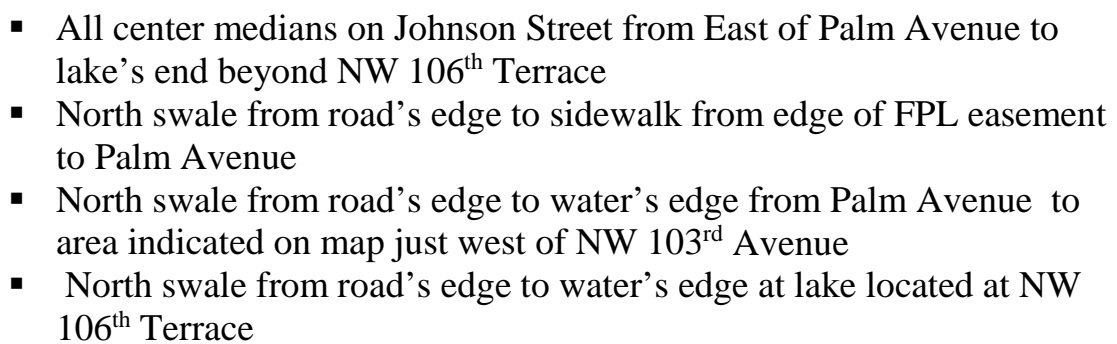 ▪ All center medians on Johnson Street from East of Palm Avenue to
lake’s end beyond NW 106th Terrace
▪ North swale from road’s edge to sidewalk from edge of FPL easement
to Palm Avenue
▪ North swale from road’s edge to water’s edge from Palm Avenue  to
area indicated on map just west of NW 103rd Avenue
▪  North swale from road’s edge to water’s edge at lake located at NW
106th Terrace